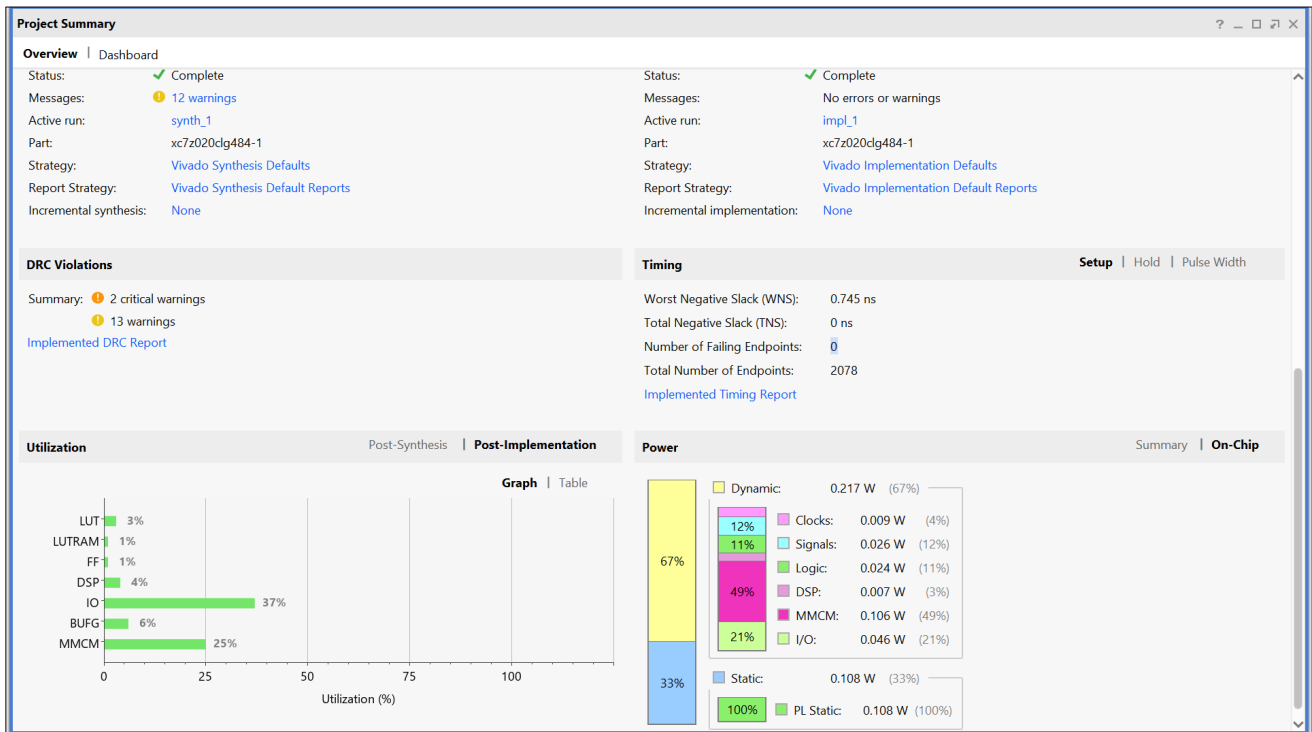 Project Summary
? _ □ X
Overview | Dashboard
Status: Complete
Messages: 12 warnings
Active run: synth_1
Part: xc7z020clg484-1
Strategy: Vivado Synthesis Defaults
Report Strategy: Vivado Synthesis Default Reports
Incremental synthesis: None
Status: Complete
Messages: No errors or warnings
Active run: impl_1
Part: xc7z020clg484-1
Strategy: Vivado Implementation Defaults
Report Strategy: Vivado Implementation Default Reports
Incremental implementation: None
DRC Violations
Summary: 2 critical warnings
13 warnings
Implemented DRC Report
Timing
Setup | Hold | Pulse Width
Worst Negative Slack (WNS): 0.745 ns
Total Negative Slack (TNS): 0 ns
Number of Failing Endpoints: 0
Total Number of Endpoints: 2078
Implemented Timing Report
Utilization
Post-Synthesis | Post-Implementation
Graph | Table
LUT 3%
LUTRAM 1%
FF 1%
DSP 4%
IO 37%
BUFG 6%
MMCM 25%
0 25 50 75 100
Utilization (%)
Power
Summary | On-Chip
67%
33%
Dynamic: 0.217 W (67%)
12%
11%
49%
21%
Clocks: 0.009 W (4%)
Signals: 0.026 W (12%)
Logic: 0.024 W (11%)
DSP: 0.007 W (3%)
MMCM: 0.106 W (49%)
I/O: 0.046 W (21%)
Static: 0.108 W (33%)
100% PL Static: 0.108 W (100%)